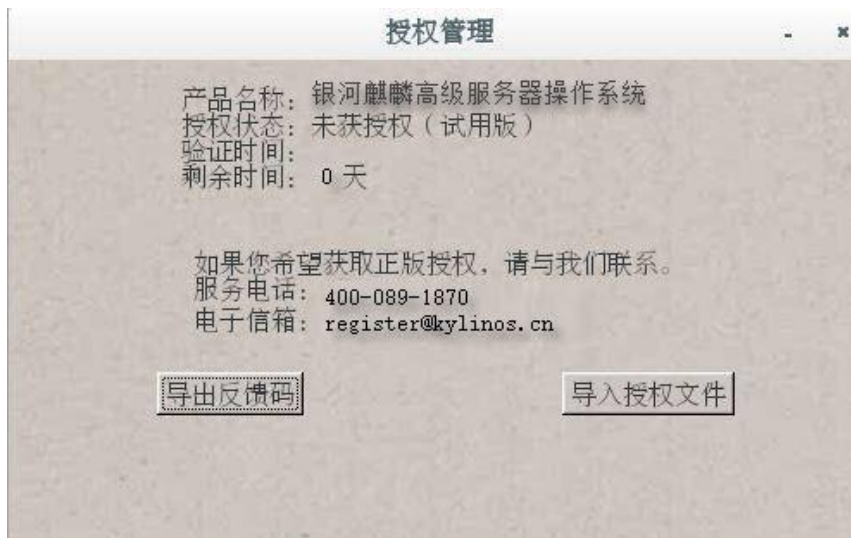 授权管理
产品名称：银河麒麟高级服务器操作系统
授权状态：未获授权（试用版）
验证时间：
剩余时间：0 天
如果您希望获取正版授权，请与我们联系。
服务电话：400-089-1870
电子信箱：register@kylinos.cn
导出反馈码 导入授权文件